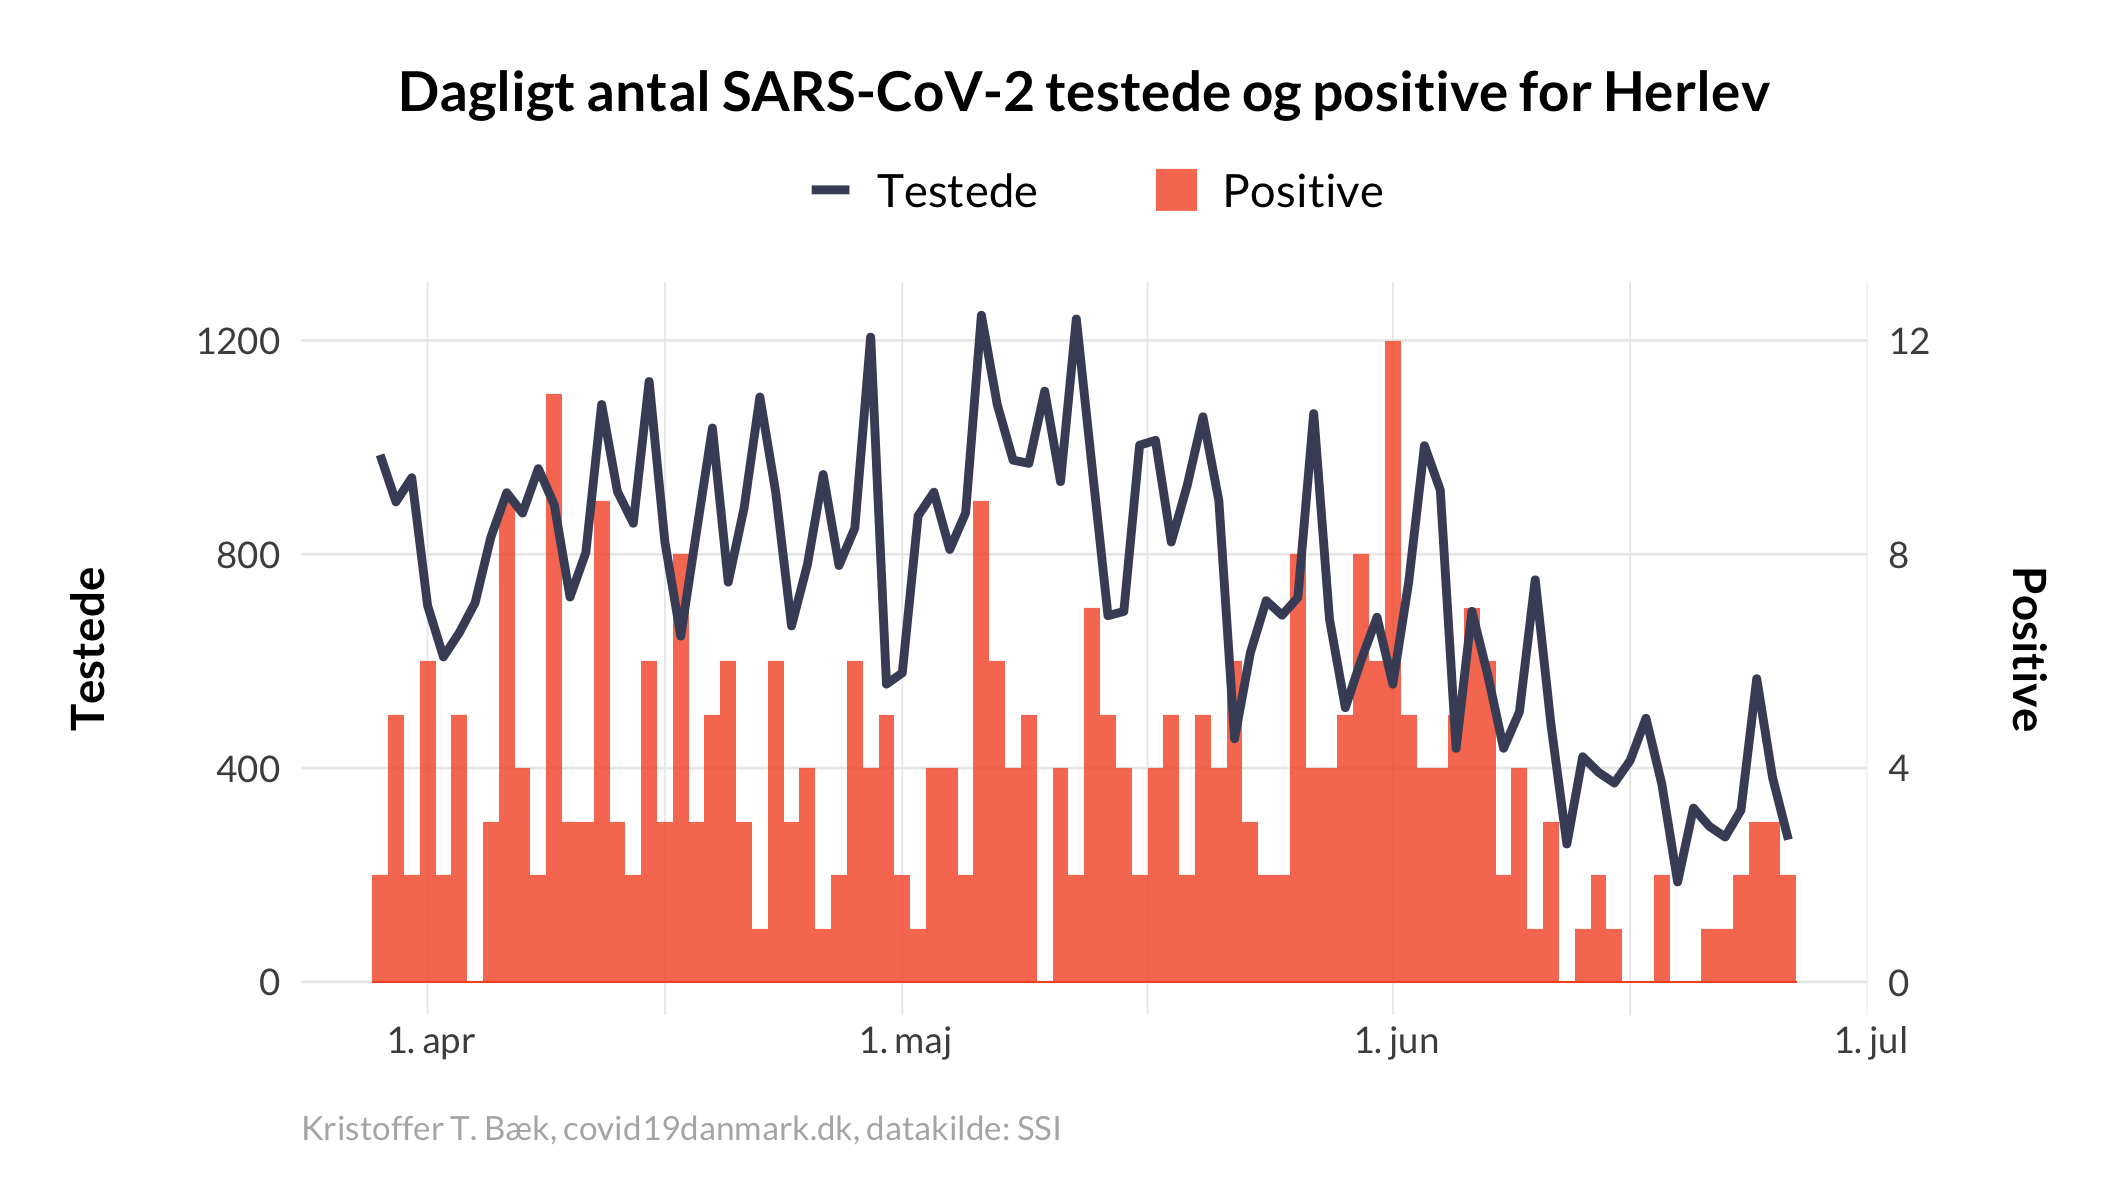 Dagligt antal SARS-CoV-2 testede og positive for Herlev
Testede Positive
1200 12
800 8
400 4
0 0
Testede
Positive
1. apr 1. maj 1. jun 1. jul
Kristoffer T. Bæk, covid19danmark.dk, datakilde: SSI